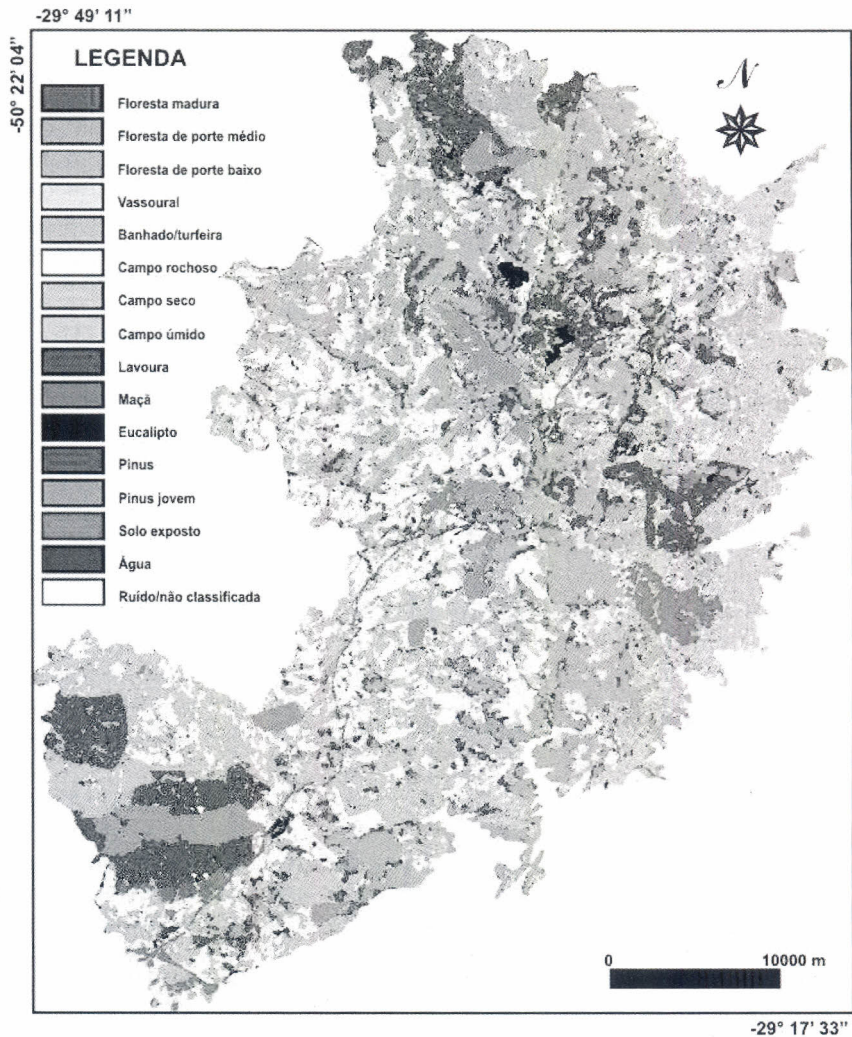 -29° 49' 11"
-50° 22' 04"
LEGENDA
N
Floresta madura
Floresta de porte médio
Floresta de porte baixo
Vassoural
Banhado/turfeira
Campo rochoso
Campo seco
Campo úmido
Lavoura
Maçã
Eucalipto
Pinus
Pinus jovem
Solo exposto
Água
Ruído/não classificada
0 10000 m
-29° 17' 33"